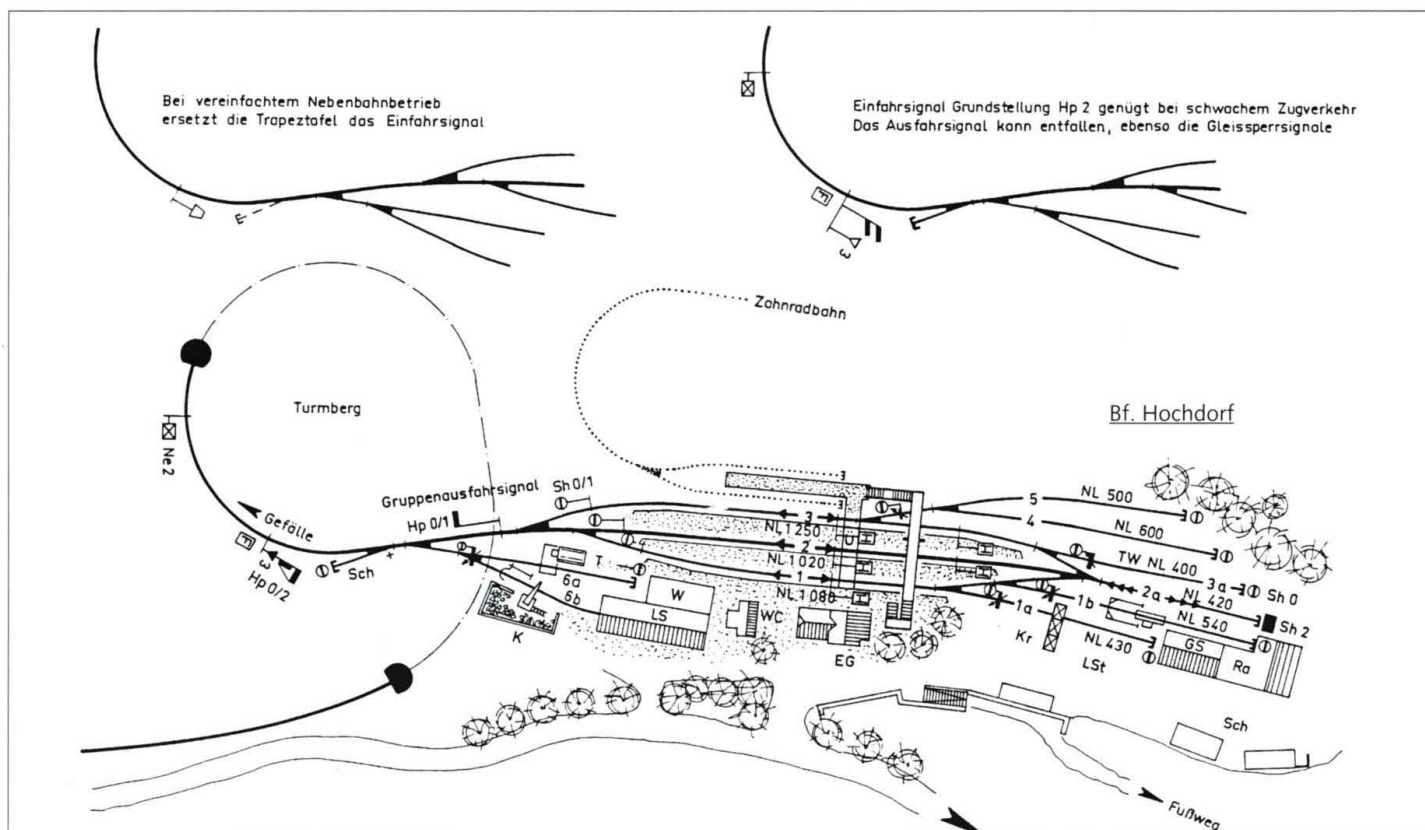 Bei vereinfachtem Nebenbahnbetrieb
ersetzt die Trapeztafel das Einfahrsignal
Einfahrsignal Grundstellung Hp 2 genügt bei schwachem Zugverkehr
Das Ausfahrsignal kann entfallen, ebenso die Gleissperrsignale
F
3
Zahnradbahn
Bf. Hochdorf
Turmberg
Ne2
Gefälle
Gruppenausfahrsignal
Hp 0/1
Sh 0/1
F
3
Hp 0/2
Sch
3
NL 1250
2
NL 1020
1
NL 1080
Ü
H
H
H
H
H
5
NL 500
4
NL 600
TW NL 400
3a
Sh 0
2a
NL 420
Sh 2
1b
NL 540
1a
NL 430
6a
6b
T
W
LS
K
WC
EG
Kr
LSt
GS
Ra
Sch
Fußweg